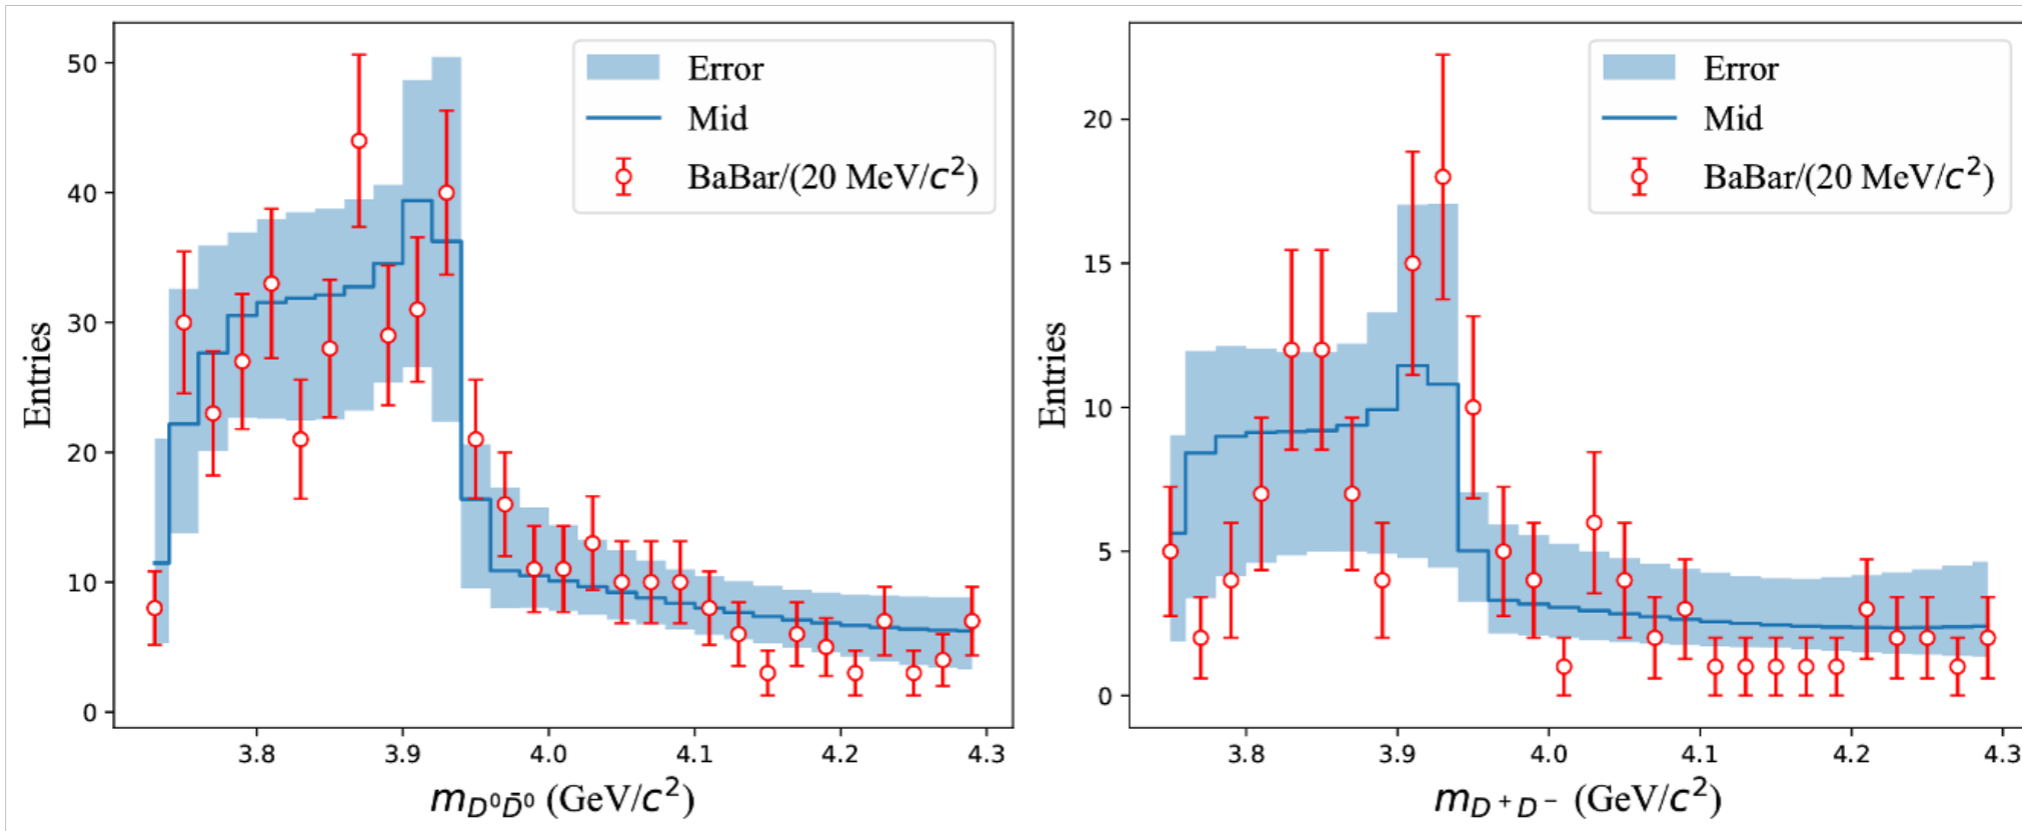 Entries
50
40
30
20
10
0
Error
Mid
BaBar/(20 MeV/c²)
3.8 3.9 4.0 4.1 4.2 4.3
m_{D⁰D̄⁰} (GeV/c²)
Entries
20
15
10
5
0
Error
Mid
BaBar/(20 MeV/c²)
3.8 3.9 4.0 4.1 4.2 4.3
m_{D⁺D⁻} (GeV/c²)